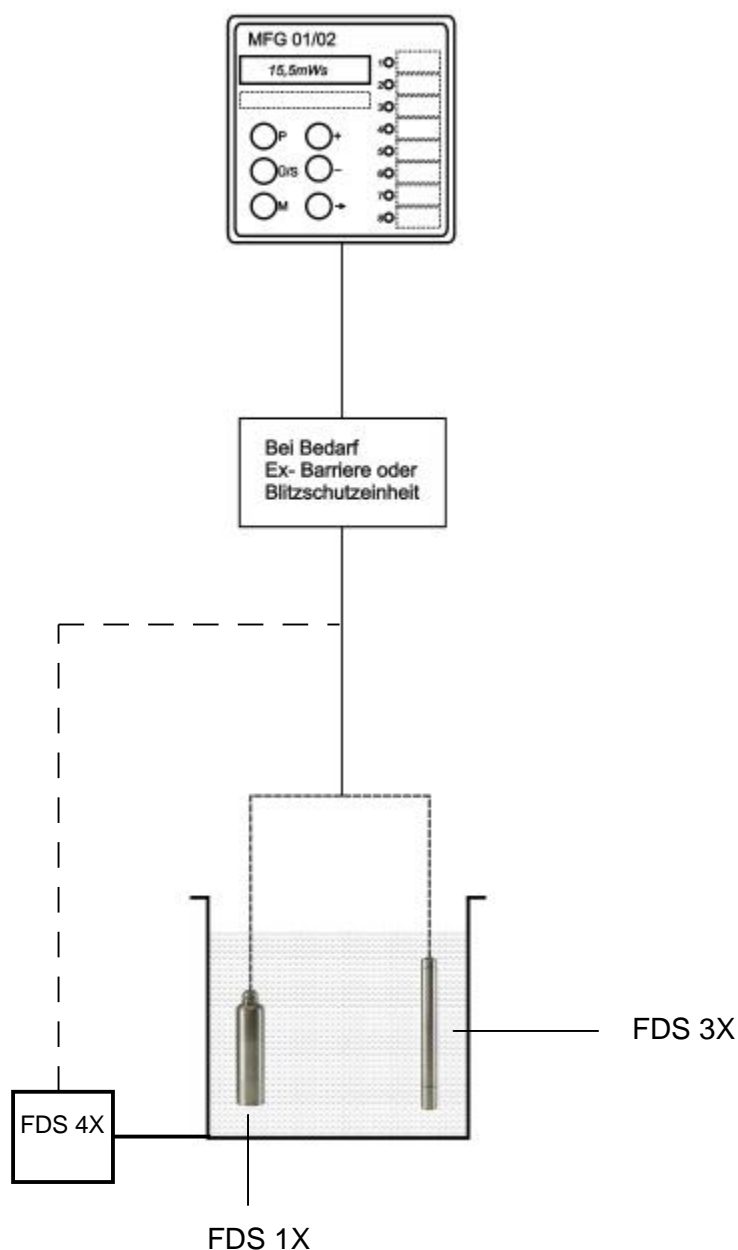 MFG 01/02
15,5mWs
1
2
3
4
5
6
7
8
P
+
O/S
-
M
Bei Bedarf
Ex- Barriere oder
Blitzschutzeinheit
FDS 3X
FDS 4X
FDS 1X